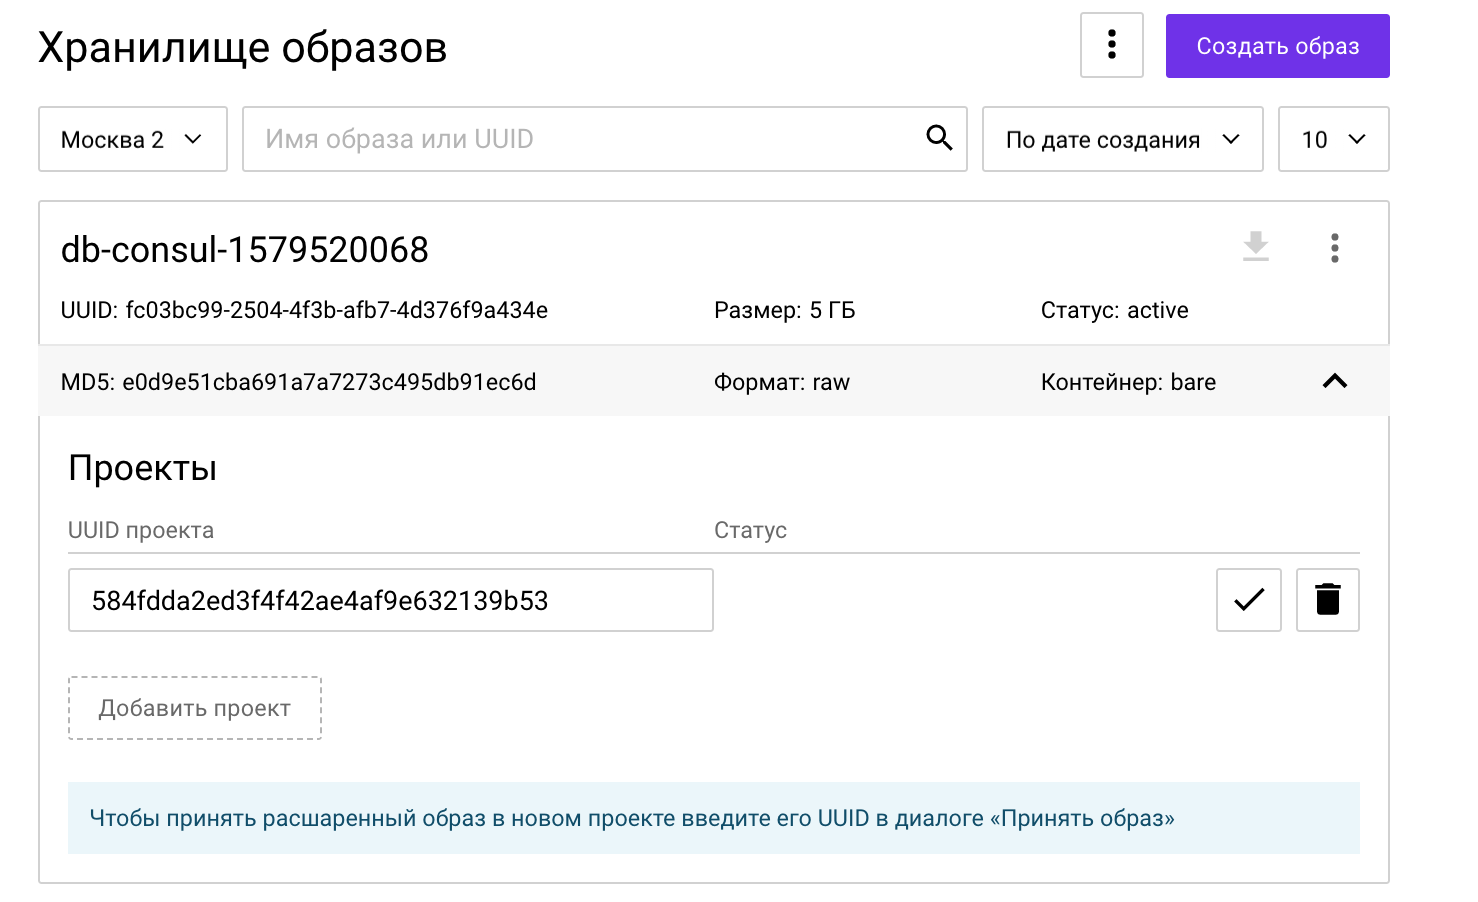 Хранилище образов
Создать образ
Москва 2
Имя образа или UUID
По дате создания
10
db-consul-1579520068
UUID: fc03bc99-2504-4f3b-afb7-4d376f9a434e
Размер: 5 ГБ
Статус: active
MD5: e0d9e51cba691a7a7273c495db91ec6d
Формат: raw
Контейнер: bare
Проекты
UUID проекта
Статус
584fdda2ed3f4f42ae4af9e632139b53
Добавить проект
Чтобы принять расшаренный образ в новом проекте введите его UUID в диалоге «Принять образ»